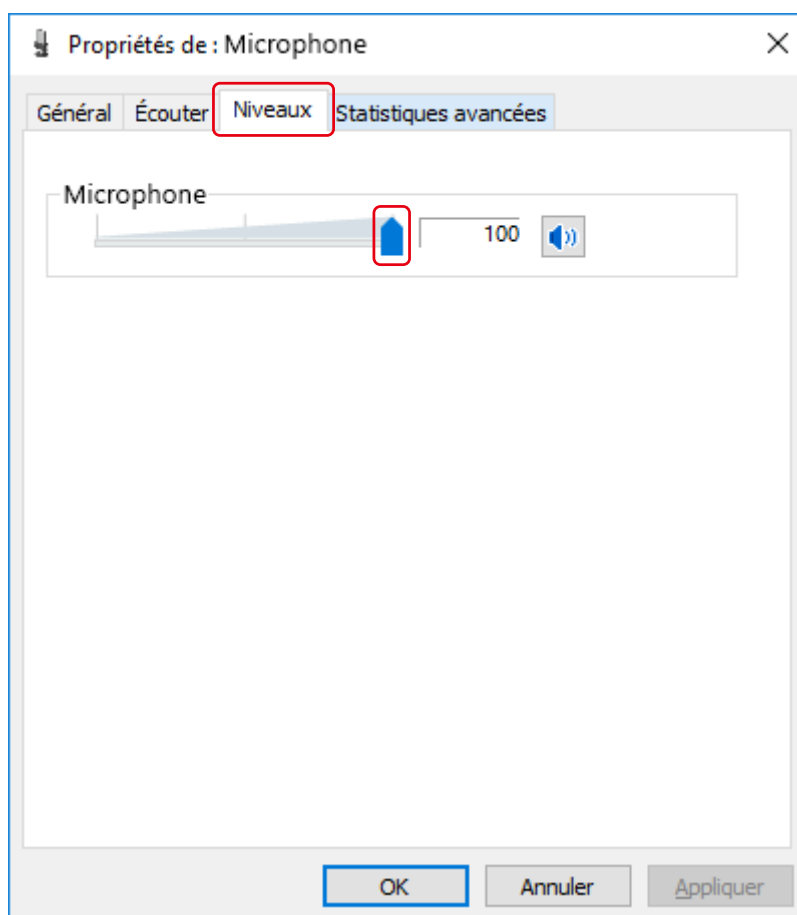 Propriétés de : Microphone
Général Écouter Niveaux Statistiques avancées
Microphone
100
OK Annuler Appliquer